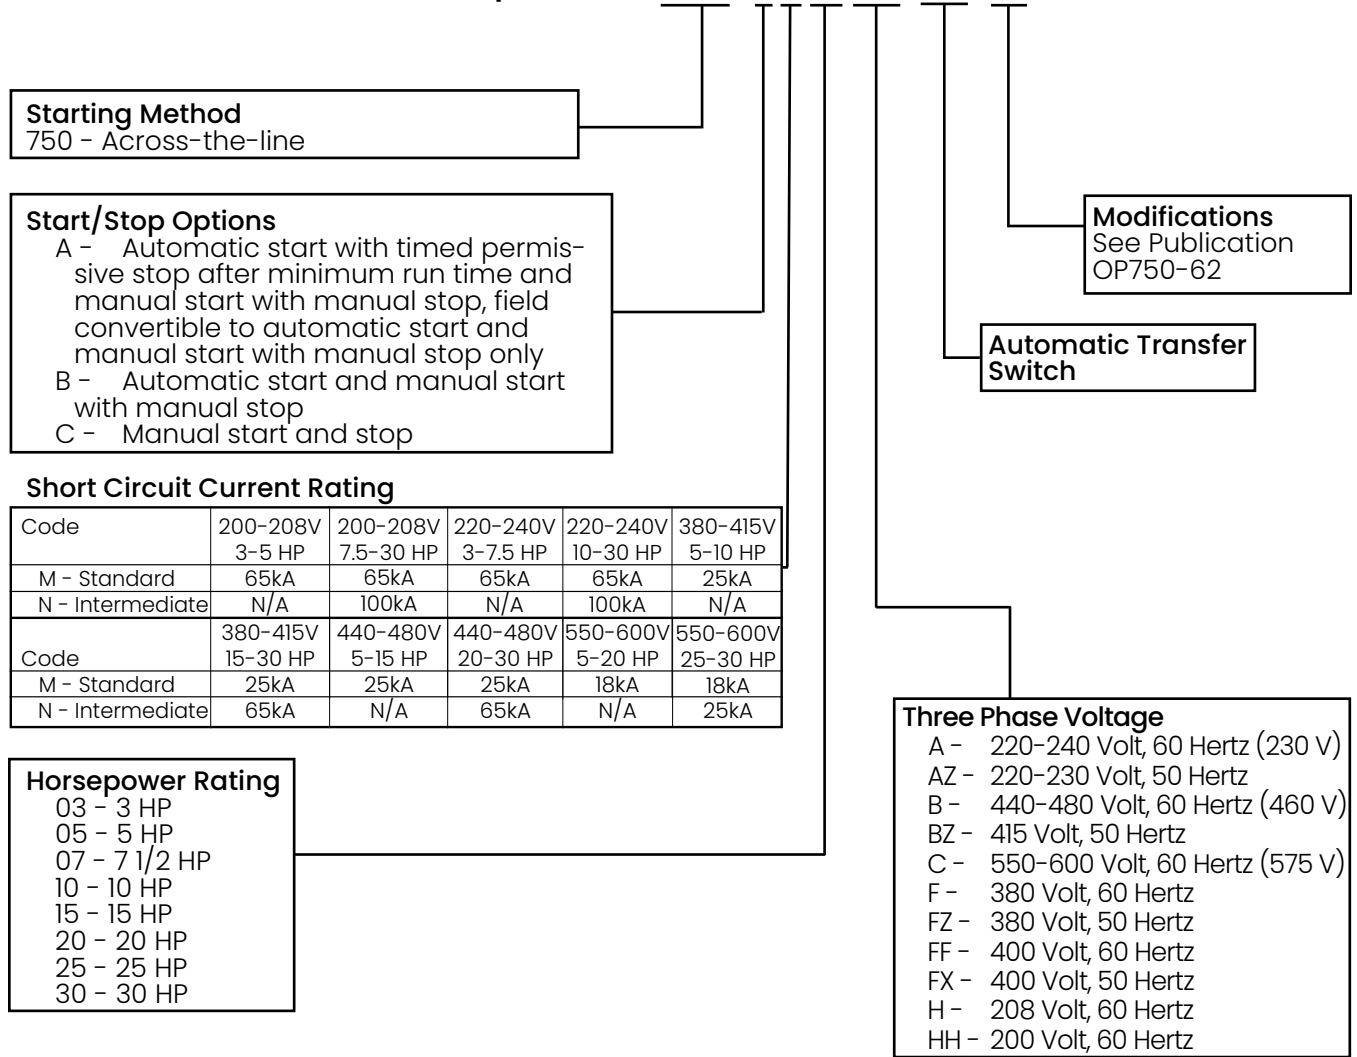 Starting Method
750 - Across-the-line
Start/Stop Options
A - Automatic start with timed permis-
sive stop after minimum run time and
manual start with manual stop, field
convertible to automatic start and
manual start with manual stop only
B - Automatic start and manual start
with manual stop
C - Manual start and stop
Modifications
See Publication
OP750-62
Automatic Transfer
Switch
Short Circuit Current Rating
Code 200-208V 200-208V 220-240V 220-240V 380-415V
3-5 HP 7.5-30 HP 3-7.5 HP 10-30 HP 5-10 HP
M - Standard 65kA 65kA 65kA 65kA 25kA
N - Intermediate N/A 100kA N/A 100kA N/A
380-415V 440-480V 440-480V 550-600V 550-600V
Code 15-30 HP 5-15 HP 20-30 HP 5-20 HP 25-30 HP
M - Standard 25kA 25kA 25kA 18kA 18kA
N - Intermediate 65kA N/A 65kA N/A 25kA
Horsepower Rating
03 - 3 HP
05 - 5 HP
07 - 7 1/2 HP
10 - 10 HP
15 - 15 HP
20 - 20 HP
25 - 25 HP
30 - 30 HP
Three Phase Voltage
A - 220-240 Volt, 60 Hertz (230 V)
AZ - 220-230 Volt, 50 Hertz
B - 440-480 Volt, 60 Hertz (460 V)
BZ - 415 Volt, 50 Hertz
C - 550-600 Volt, 60 Hertz (575 V)
F - 380 Volt, 60 Hertz
FZ - 380 Volt, 50 Hertz
FF - 400 Volt, 60 Hertz
FX - 400 Volt, 50 Hertz
H - 208 Volt, 60 Hertz
HH - 200 Volt, 60 Hertz